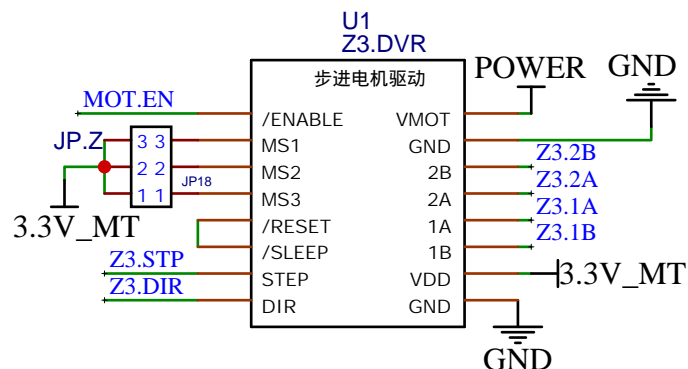 U1
Z3.DVR
步进电机驱动
POWER
GND
MOT.EN
/ENABLE
VMOT
JP.Z
3 3
MS1
GND
Z3.2B
2 2
MS2
2B
Z3.2A
1 1
JP18
MS3
2A
Z3.1A
3.3V_MT
/RESET
1A
Z3.1B
/SLEEP
1B
Z3.STP
STEP
VDD
3.3V_MT
Z3.DIR
DIR
GND
GND